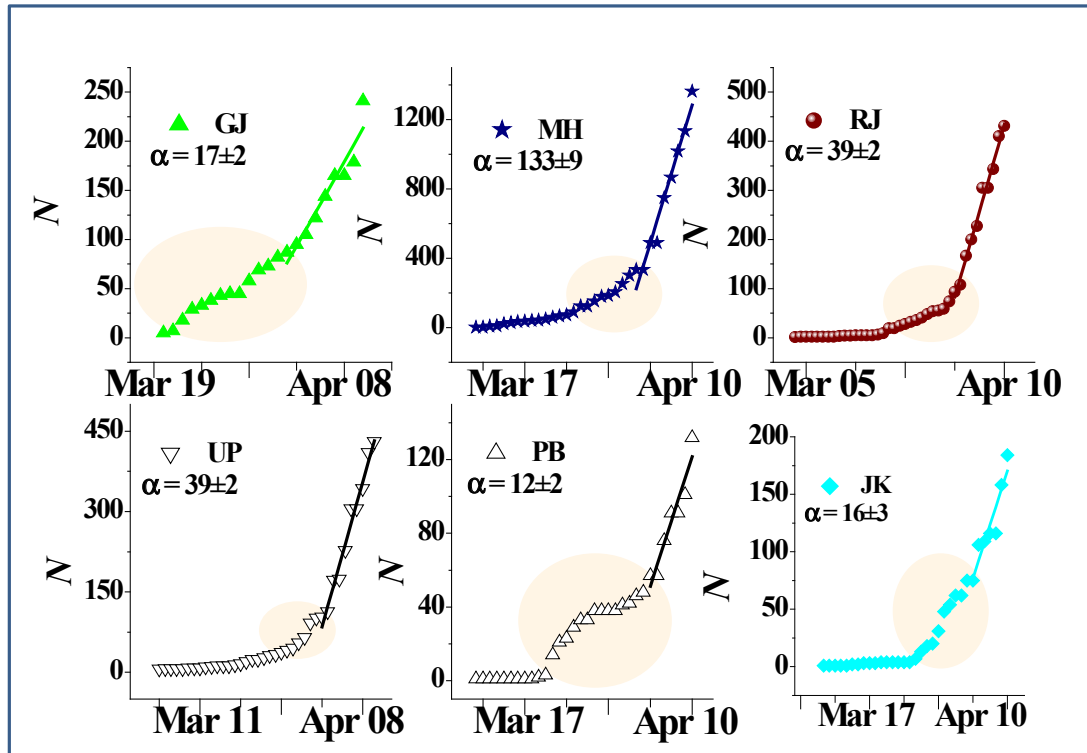 GJ
α = 17±2
250
200
150
100
50
0
N
Mar 19
Apr 08
MH
α = 133±9
1200
800
400
0
N
Mar 17
Apr 10
RJ
α = 39±2
500
400
300
200
100
0
N
Mar 05
Apr 10
UP
α = 39±2
450
300
150
0
N
Mar 11
Apr 08
PB
α = 12±2
120
80
40
0
N
Mar 17
Apr 10
JK
α = 16±3
200
150
100
50
0
N
Mar 17
Apr 10